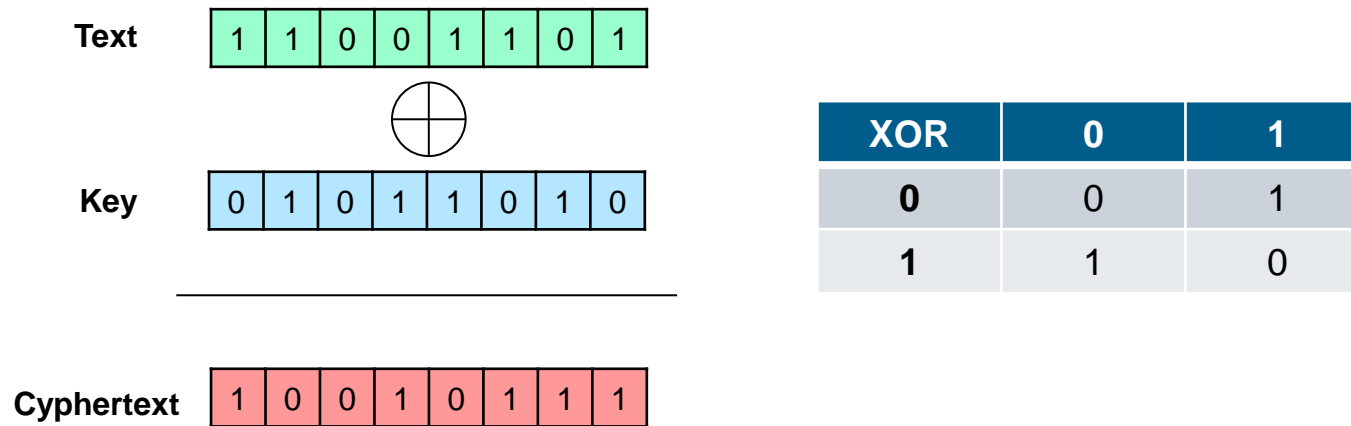 Text 1 1 0 0 1 1 0 1
XOR 0 1
Key 0 1 0 1 1 0 1 0
0 0 1
1 1 0
Cyphertext 1 0 0 1 0 1 1 1